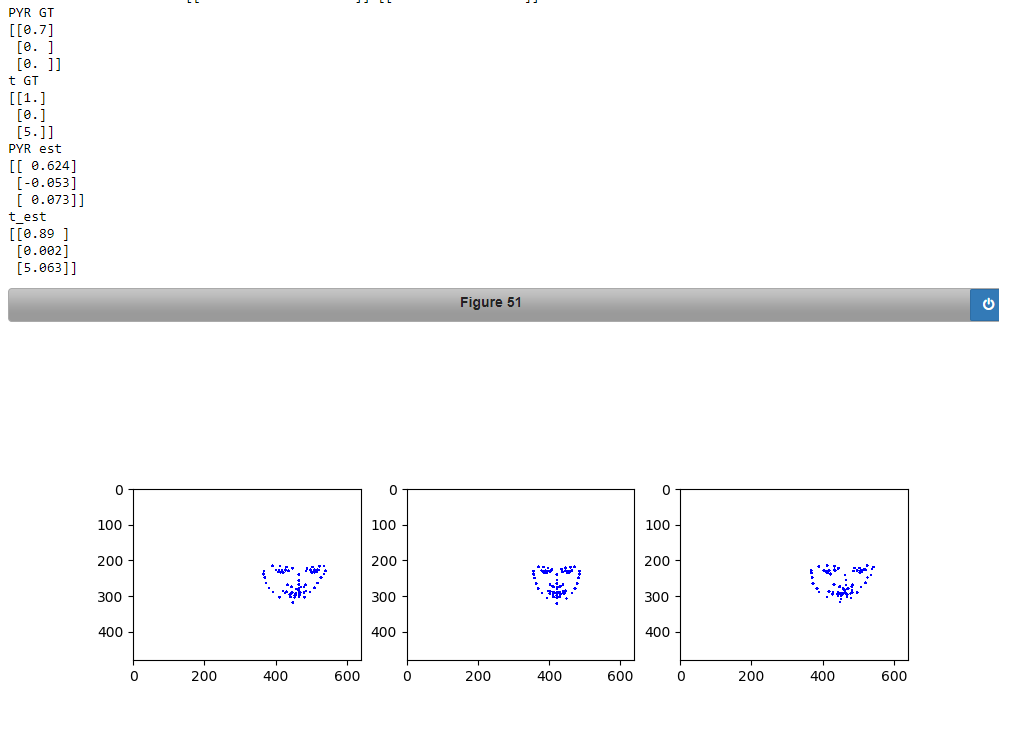 [[ ]] [[ ]]
PYR GT
[[0.7]
 [0. ]
 [0. ]]
t GT
[[1.]
 [0.]
 [5.]]
PYR est
[[ 0.624]
 [-0.053]
 [ 0.073]]
t_est
[[0.89 ]
 [0.002]
 [5.063]]
Figure 51
0 0 0
100 100 100
200 200 200
300 300 300
400 400 400
0 200 400 600 0 200 400 600 0 200 400 600